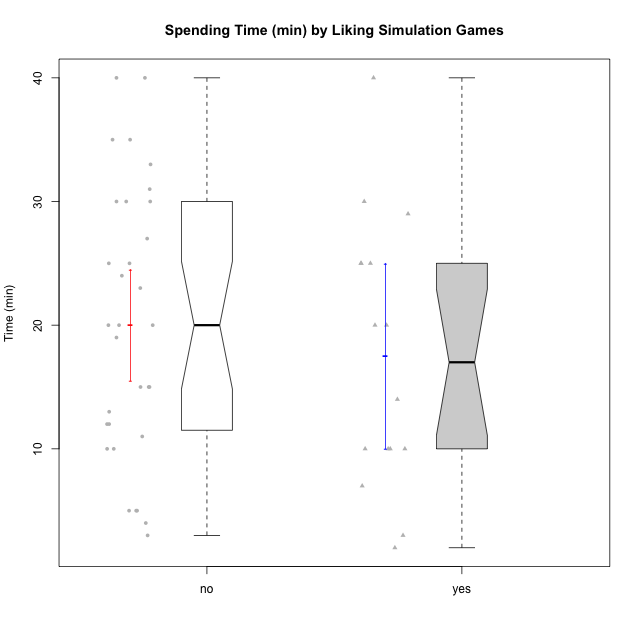 Spending Time (min) by Liking Simulation Games
40
30
20
10
Time (min)
no
yes